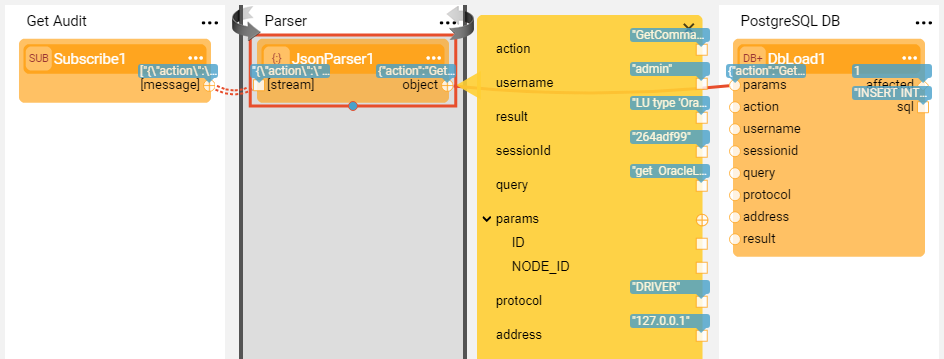 Get Audit
SUB Subscribe1
["{\"action\":\...
[message]
Parser
{;} JsonParser1
"{\"action\":\"...
{"action":"Get...
[stream]
object
action
"GetComma...
username
"admin"
result
"LU type 'Ora...
sessionId
"264adf99"
query
"get OracleL...
params
ID
NODE_ID
protocol
"DRIVER"
address
"127.0.0.1"
PostgreSQL DB
DB+ DbLoad1
{"action":"Get...
1
params
affected
"INSERT INT...
action
sql
username
sessionid
query
protocol
address
result